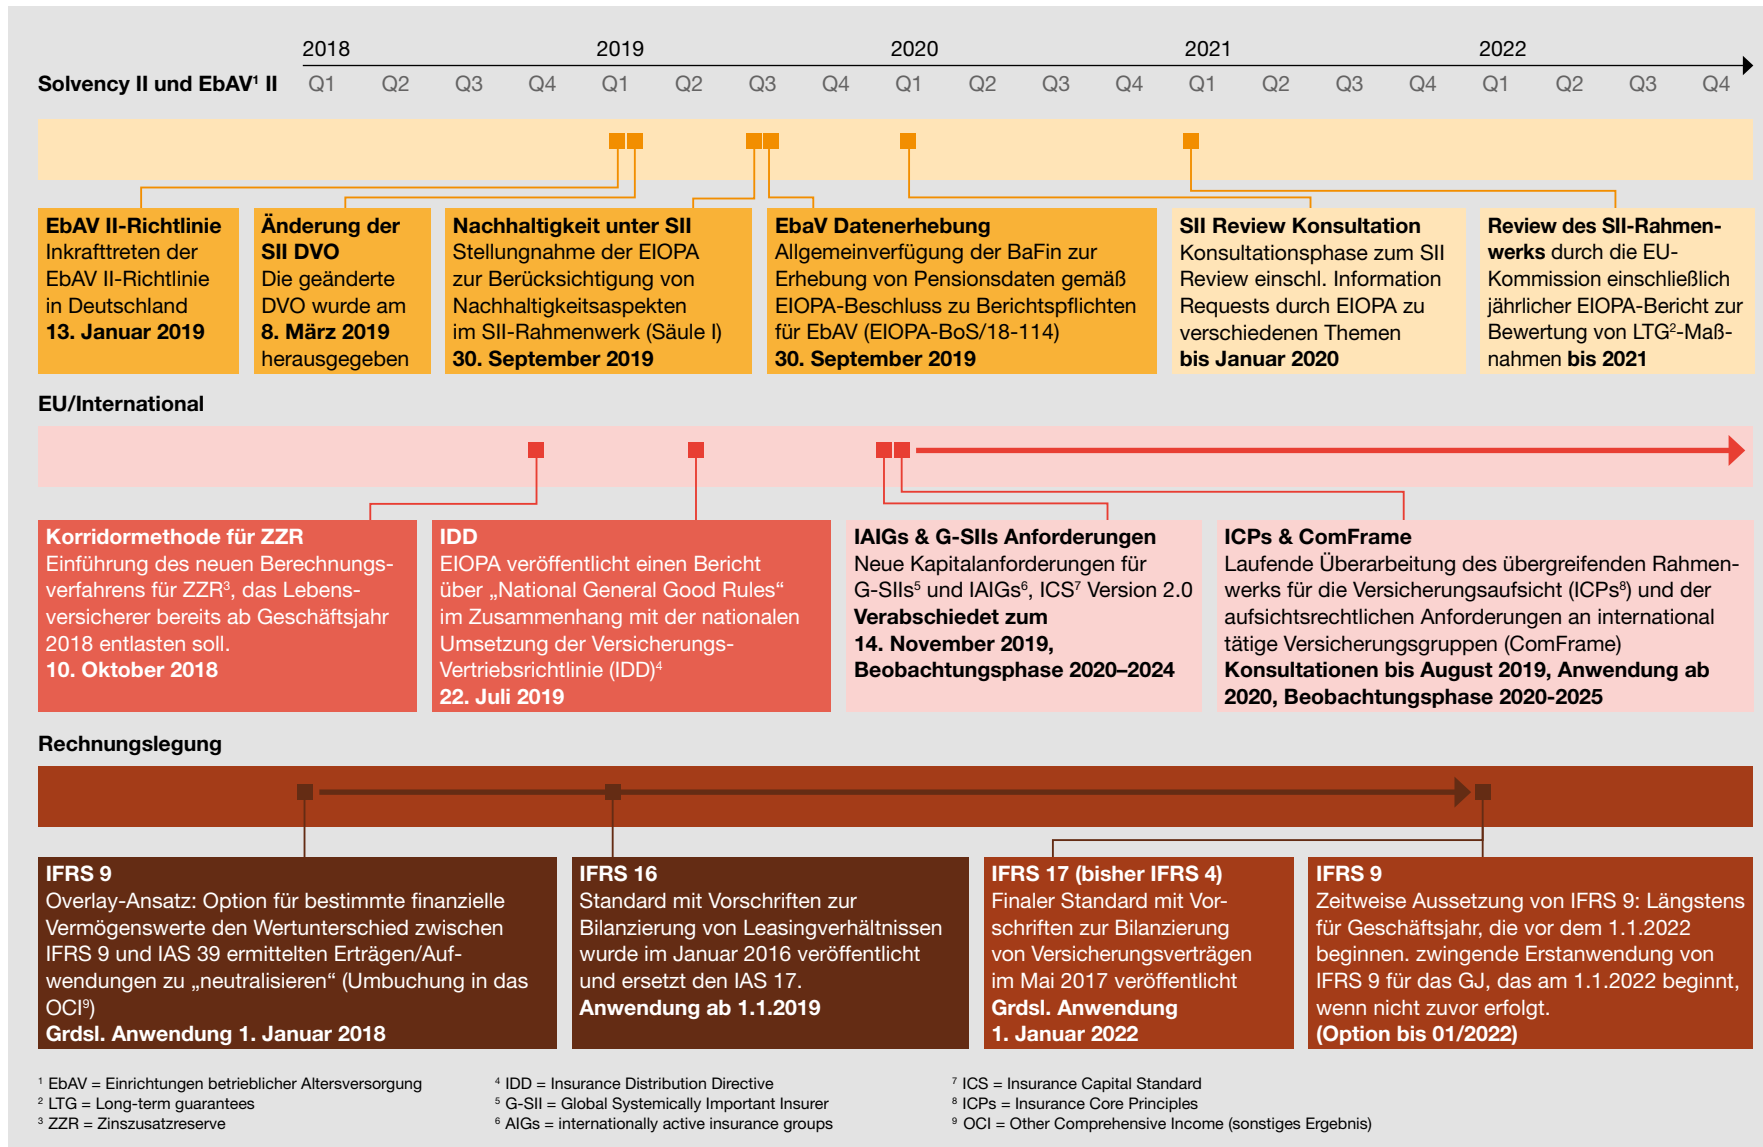 2018 2019 2020 2021 2022
Solvency II und EbAV¹ II Q1 Q2 Q3 Q4 Q1 Q2 Q3 Q4 Q1 Q2 Q3 Q4 Q1 Q2 Q3 Q4 Q1 Q2 Q3 Q4
EbAV II-Richtlinie
Inkrafttreten der
EbAV II-Richtlinie
in Deutschland
13. Januar 2019
Änderung der
SII DVO
Die geänderte
DVO wurde am
8. März 2019
herausgegeben
Nachhaltigkeit unter SII
Stellungnahme der EIOPA
zur Berücksichtigung von
Nachhaltigkeitsaspekten
im SII-Rahmenwerk (Säule I)
30. September 2019
EbaV Datenerhebung
Allgemeinverfügung der BaFin zur
Erhebung von Pensionsdaten gemäß
EIOPA-Beschluss zu Berichtspflichten
für EbAV (EIOPA-BoS/18-114)
30. September 2019
SII Review Konsultation
Konsultationsphase zum SII
Review einschl. Information
Requests durch EIOPA zu
verschiedenen Themen
bis Januar 2020
Review des SII-Rahmen-
werks durch die EU-
Kommission einschließlich
jährlicher EIOPA-Bericht zur
Bewertung von LTG²-Maß-
nahmen bis 2021
EU/International
Korridormethode für ZZR
Einführung des neuen Berechnungs-
verfahrens für ZZR³, das Lebens-
versicherer bereits ab Geschäftsjahr
2018 entlasten soll.
10. Oktober 2018
IDD
EIOPA veröffentlicht einen Bericht
über „National General Good Rules“
im Zusammenhang mit der nationalen
Umsetzung der Versicherungs-
Vertriebsrichtlinie (IDD)⁴
22. Juli 2019
IAIGs & G-SIIs Anforderungen
Neue Kapitalanforderungen für
G-SIIs⁵ und IAIGs⁶, ICS⁷ Version 2.0
Verabschiedet zum
14. November 2019,
Beobachtungsphase 2020–2024
ICPs & ComFrame
Laufende Überarbeitung des übergreifenden Rahmen-
werks für die Versicherungsaufsicht (ICPs⁸) und der
aufsichtsrechtlichen Anforderungen an international
tätige Versicherungsgruppen (ComFrame)
Konsultationen bis August 2019, Anwendung ab
2020, Beobachtungsphase 2020-2025
Rechnungslegung
IFRS 9
Overlay-Ansatz: Option für bestimmte finanzielle
Vermögenswerte den Wertunterschied zwischen
IFRS 9 und IAS 39 ermittelten Erträgen/Auf-
wendungen zu „neutralisieren“ (Umbuchung in das
OCI⁹)
Grdsl. Anwendung 1. Januar 2018
IFRS 16
Standard mit Vorschriften zur
Bilanzierung von Leasingverhältnissen
wurde im Januar 2016 veröffentlicht
und ersetzt den IAS 17.
Anwendung ab 1.1.2019
IFRS 17 (bisher IFRS 4)
Finaler Standard mit Vor-
schriften zur Bilanzierung
von Versicherungsverträgen
im Mai 2017 veröffentlicht
Grdsl. Anwendung
1. Januar 2022
IFRS 9
Zeitweise Aussetzung von IFRS 9: Längstens
für Geschäftsjahr, die vor dem 1.1.2022
beginnen. zwingende Erstanwendung von
IFRS 9 für das GJ, das am 1.1.2022 beginnt,
wenn nicht zuvor erfolgt.
(Option bis 01/2022)
¹ EbAV = Einrichtungen betrieblicher Altersversorgung
² LTG = Long-term guarantees
³ ZZR = Zinszusatzreserve
⁴ IDD = Insurance Distribution Directive
⁵ G-SII = Global Systemically Important Insurer
⁶ AIGs = internationally active insurance groups
⁷ ICS = Insurance Capital Standard
⁸ ICPs = Insurance Core Principles
⁹ OCI = Other Comprehensive Income (sonstiges Ergebnis)